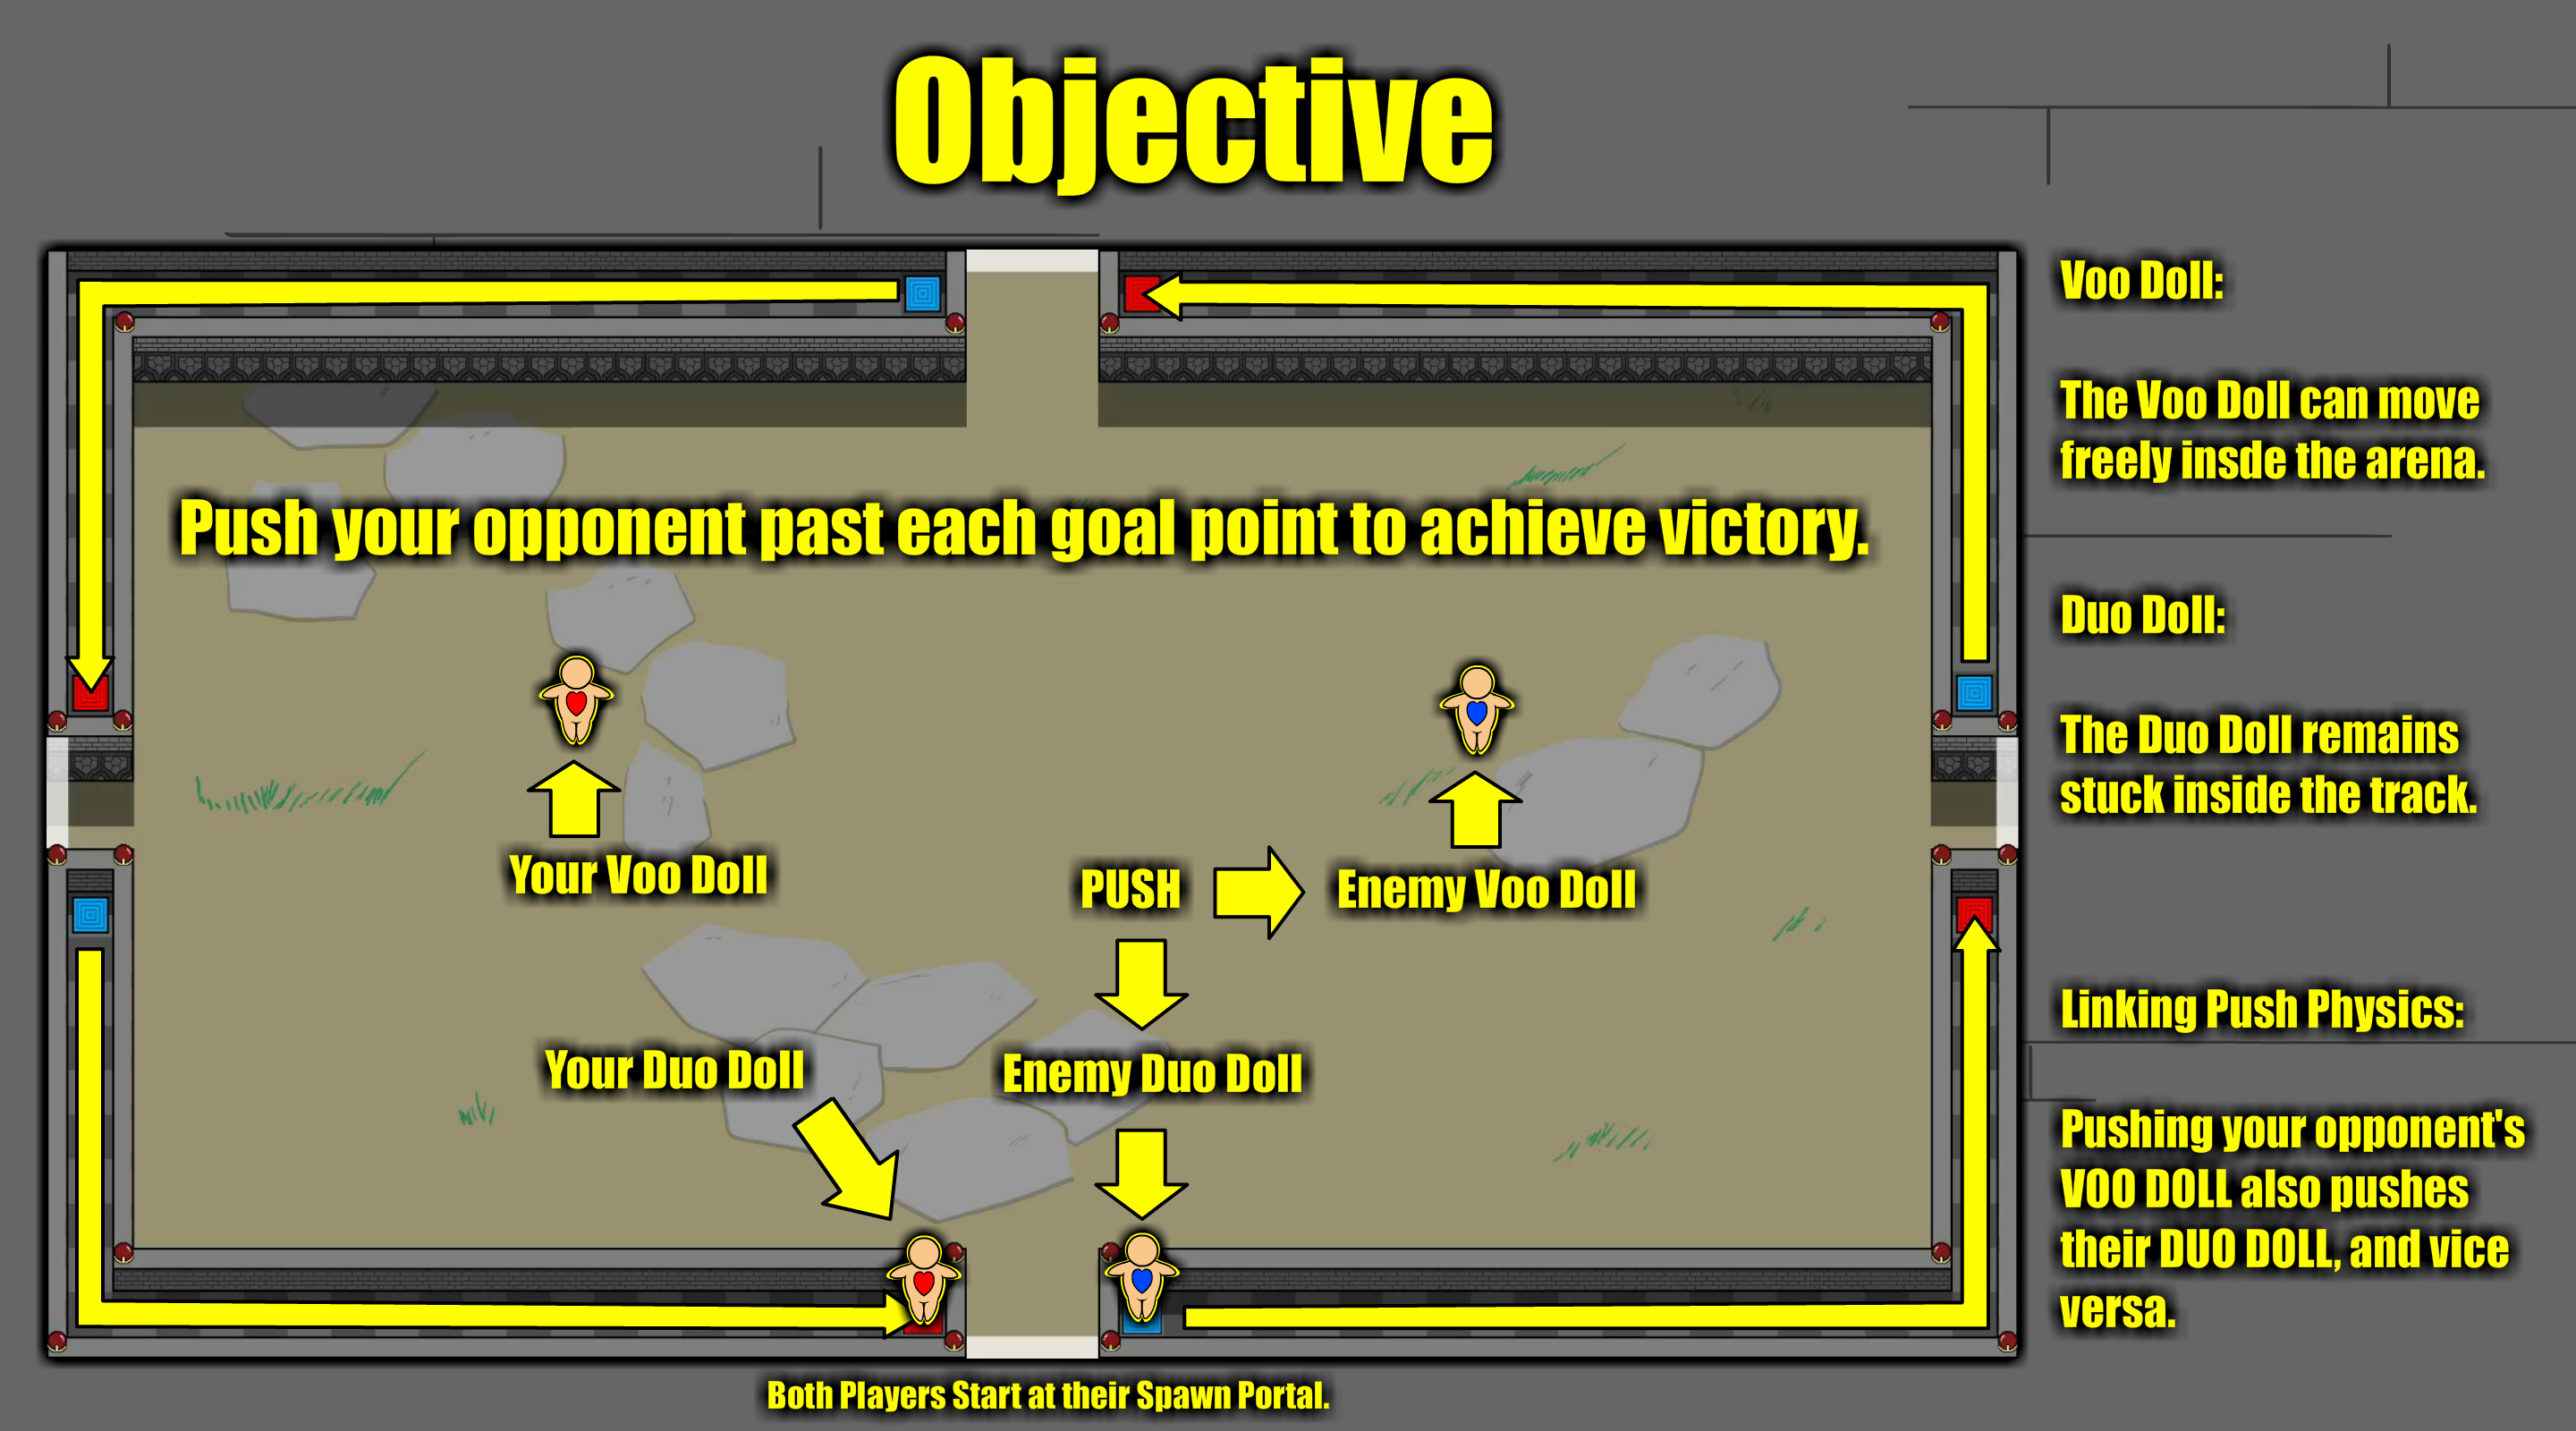 Objective
Push your opponent past each goal point to achieve victory.
Your Voo Doll
PUSH
Enemy Voo Doll
Your Duo Doll
Enemy Duo Doll
Both Players Start at their Spawn Portal.
Voo Doll:
The Voo Doll can move
freely insde the arena.
Duo Doll:
The Duo Doll remains
stuck inside the track.
Linking Push Physics:
Pushing your opponent's
VOO DOLL also pushes
their DUO DOLL, and vice
versa.